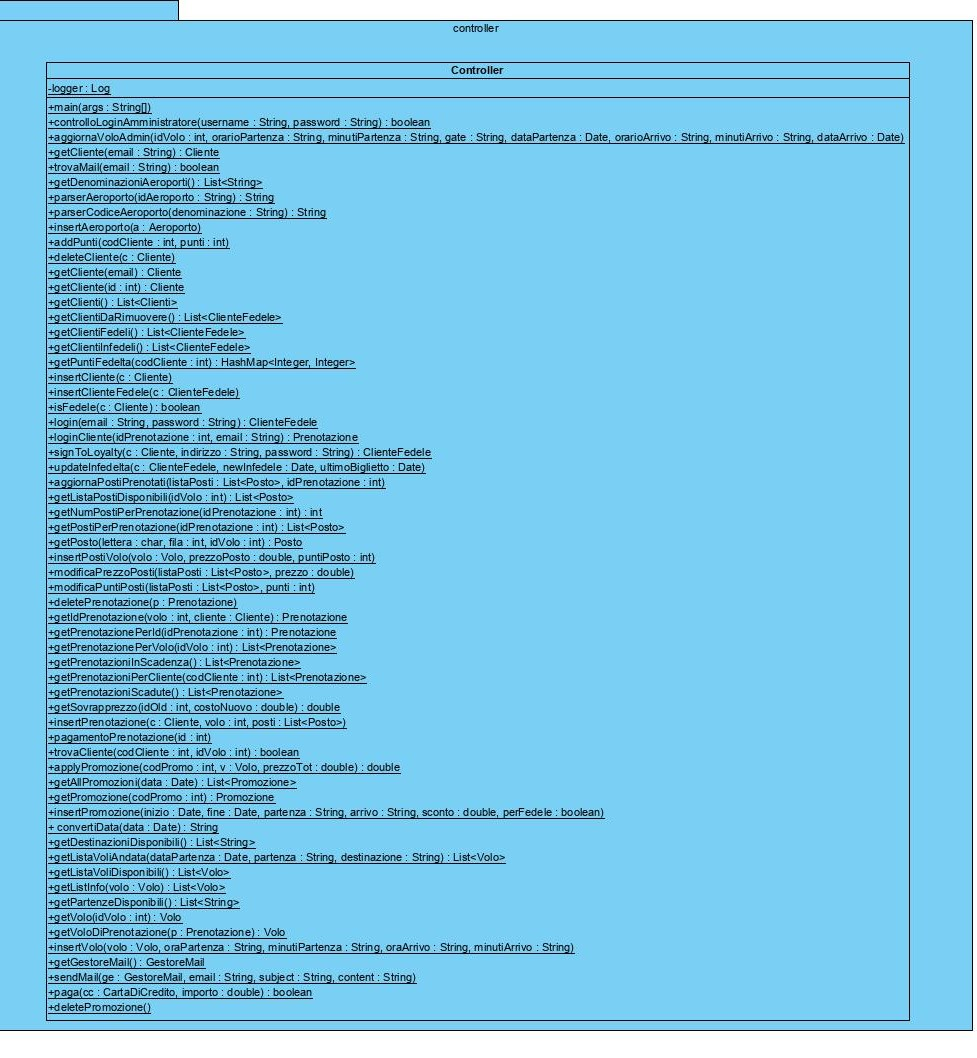 controller
Controller
-logger : Log
+main(args : String[])
+controlloLoginAmministratore(username : String, password : String) : boolean
+aggiornaVoloAdmin(idVolo : int, orarioPartenza : String, minutiPartenza : String, gate : String, dataPartenza : Date, orarioArrivo : String, minutiArrivo : String, dataArrivo : Date)
+getCliente(email : String) : Cliente
+trovaMail(email : String) : boolean
+getDenominazioniAeroporti() : List<String>
+parserAeroporto(idAeroporto : String) : String
+parserCodiceAeroporto(denominazione : String) : String
+insertAeroporto(a : Aeroporto)
+addPunti(codCliente : int, punti : int)
+deleteCliente(c : Cliente)
+getCliente(email) : Cliente
+getCliente(id : int) : Cliente
+getClienti() : List<Clienti>
+getClientiDaRimuovere() : List<ClienteFedele>
+getClientiFedeli() : List<ClienteFedele>
+getClientiInfedeli() : List<ClienteFedele>
+getPuntiFedelta(codCliente : int) : HashMap<Integer, Integer>
+insertCliente(c : Cliente)
+insertClienteFedele(c : ClienteFedele)
+isFedele(c : Cliente) : boolean
+login(email : String, password : String) : ClienteFedele
+loginCliente(idPrenotazione : int, email : String) : Prenotazione
+signToLoyalty(c : Cliente, indirizzo : String, password : String) : ClienteFedele
+updateInfedelta(c : ClienteFedele, newInfedele : Date, ultimoBiglietto : Date)
+aggiornaPostiPrenotati(listaPosti : List<Posto>, idPrenotazione : int)
+getListaPostiDisponibili(idVolo : int) : List<Posto>
+getNumPostiPerPrenotazione(idPrenotazione : int) : int
+getPostiPerPrenotazione(idPrenotazione : int) : List<Posto>
+getPosto(lettera : char, fila : int, idVolo : int) : Posto
+insertPostiVolo(volo : Volo, prezzoPosto : double, puntiPosto : int)
+modificaPrezzoPosti(listaPosti : List<Posto>, prezzo : double)
+modificaPuntiPosti(listaPosti : List<Posto>, punti : int)
+deletePrenotazione(p : Prenotazione)
+getIdPrenotazione(volo : int, cliente : Cliente) : Prenotazione
+getPrenotazionePerId(idPrenotazione : int) : Prenotazione
+getPrenotazionePerVolo(idVolo : int) : List<Prenotazione>
+getPrenotazioniInScadenza() : List<Prenotazione>
+getPrenotazioniPerCliente(codCliente : int) : List<Prenotazione>
+getPrenotazioniScadute() : List<Prenotazione>
+getSovrapprezzo(idOld : int, costoNuovo : double) : double
+insertPrenotazione(c : Cliente, volo : int, posti : List<Posto>)
+pagamentoPrenotazione(id : int)
+trovaCliente(codCliente : int, idVolo : int) : boolean
+applyPromozione(codPromo : int, v : Volo, prezzoTot : double) : double
+getAllPromozioni(data : Date) : List<Promozione>
+getPromozione(codPromo : int) : Promozione
+insertPromozione(inizio : Date, fine : Date, partenza : String, arrivo : String, sconto : double, perFedele : boolean)
+ convertiData(data : Date) : String
+getDestinazioniDisponibili() : List<String>
+getListaVoliAndata(dataPartenza : Date, partenza : String, destinazione : String) : List<Volo>
+getListaVoliDisponibili() : List<Volo>
+getListInfo(volo : Volo) : List<Volo>
+getPartenzeDisponibili() : List<String>
+getVolo(idVolo : int) : Volo
+getVoloDiPrenotazione(p : Prenotazione) : Volo
+insertVolo(volo : Volo, oraPartenza : String, minutiPartenza : String, oraArrivo : String, minutiArrivo : String)
+getGestoreMail() : GestoreMail
+sendMail(ge : GestoreMail, email : String, subject : String, content : String)
+paga(cc : CartaDiCredito, importo : double) : boolean
+deletePromozione()